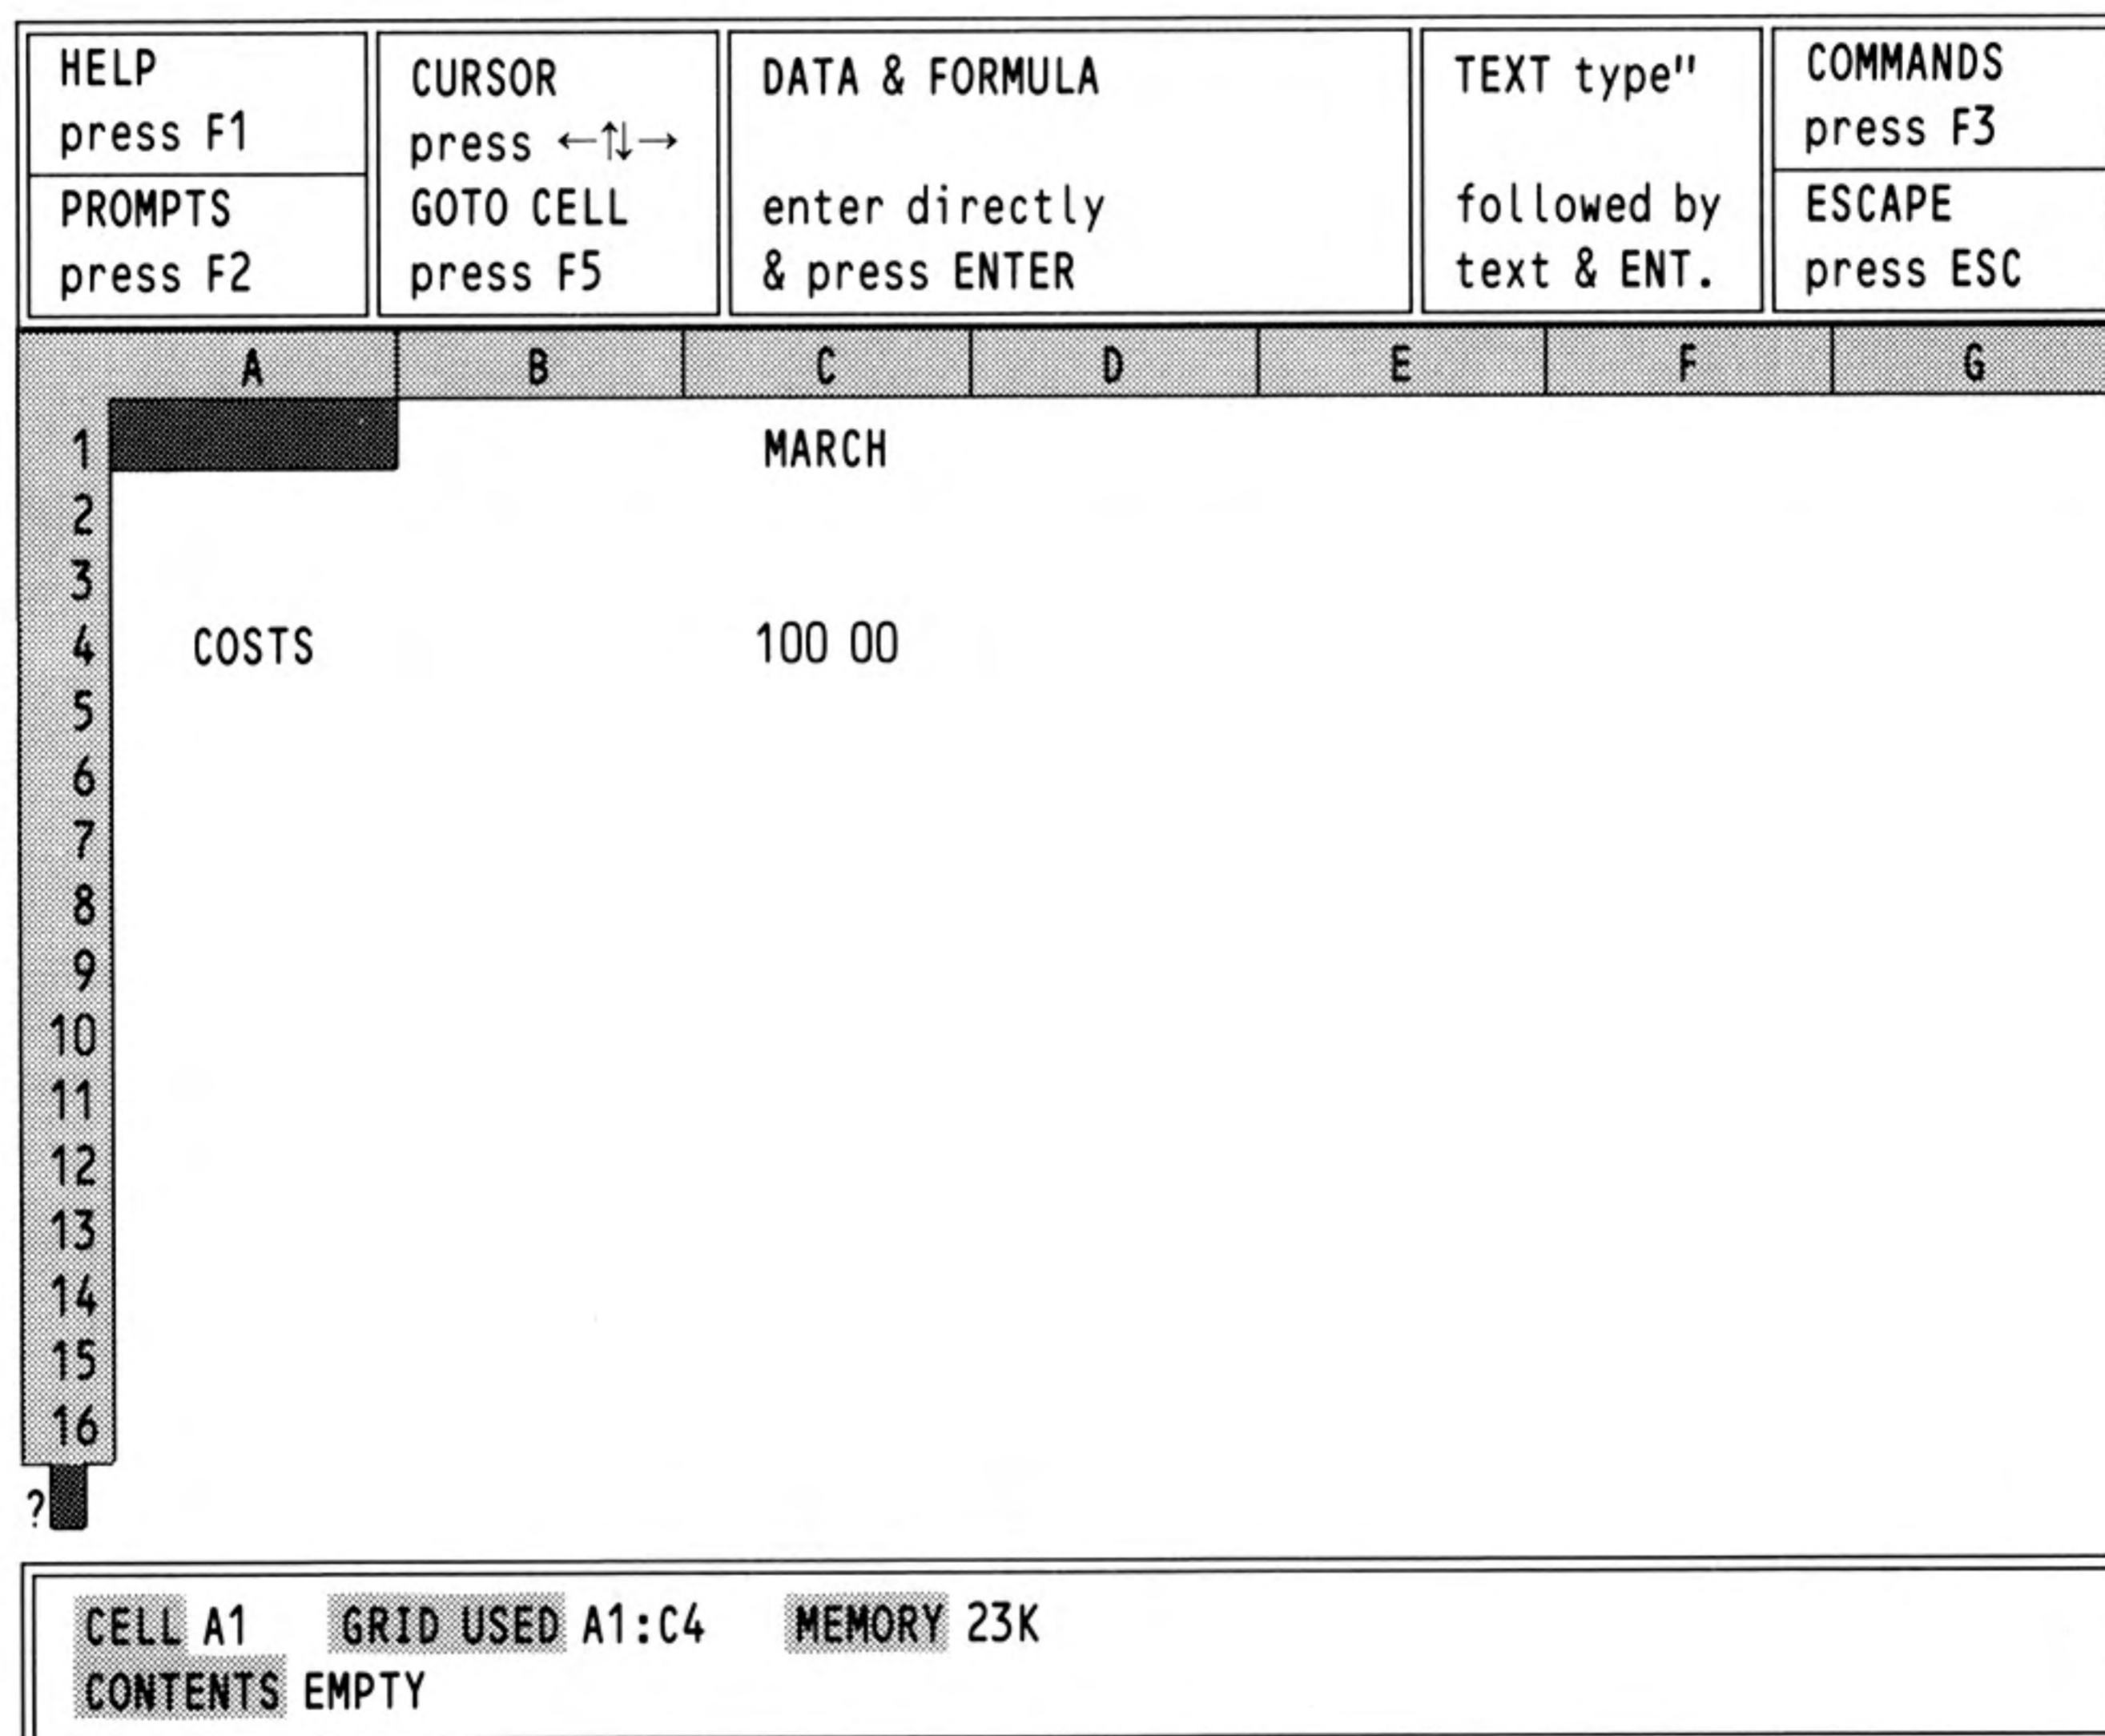 HELP
press F1
PROMPTS
press F2
CURSOR
press ←↑↓→
GOTO CELL
press F5
DATA & FORMULA
enter directly
& press ENTER
TEXT type"
followed by
text & ENT.
COMMANDS
press F3
ESCAPE
press ESC
A B C D E F G
1 MARCH
2
3
4 COSTS 100 00
5
6
7
8
9
10
11
12
13
14
15
16
?
CELL A1 GRID USED A1:C4 MEMORY 23K
CONTENTS EMPTY